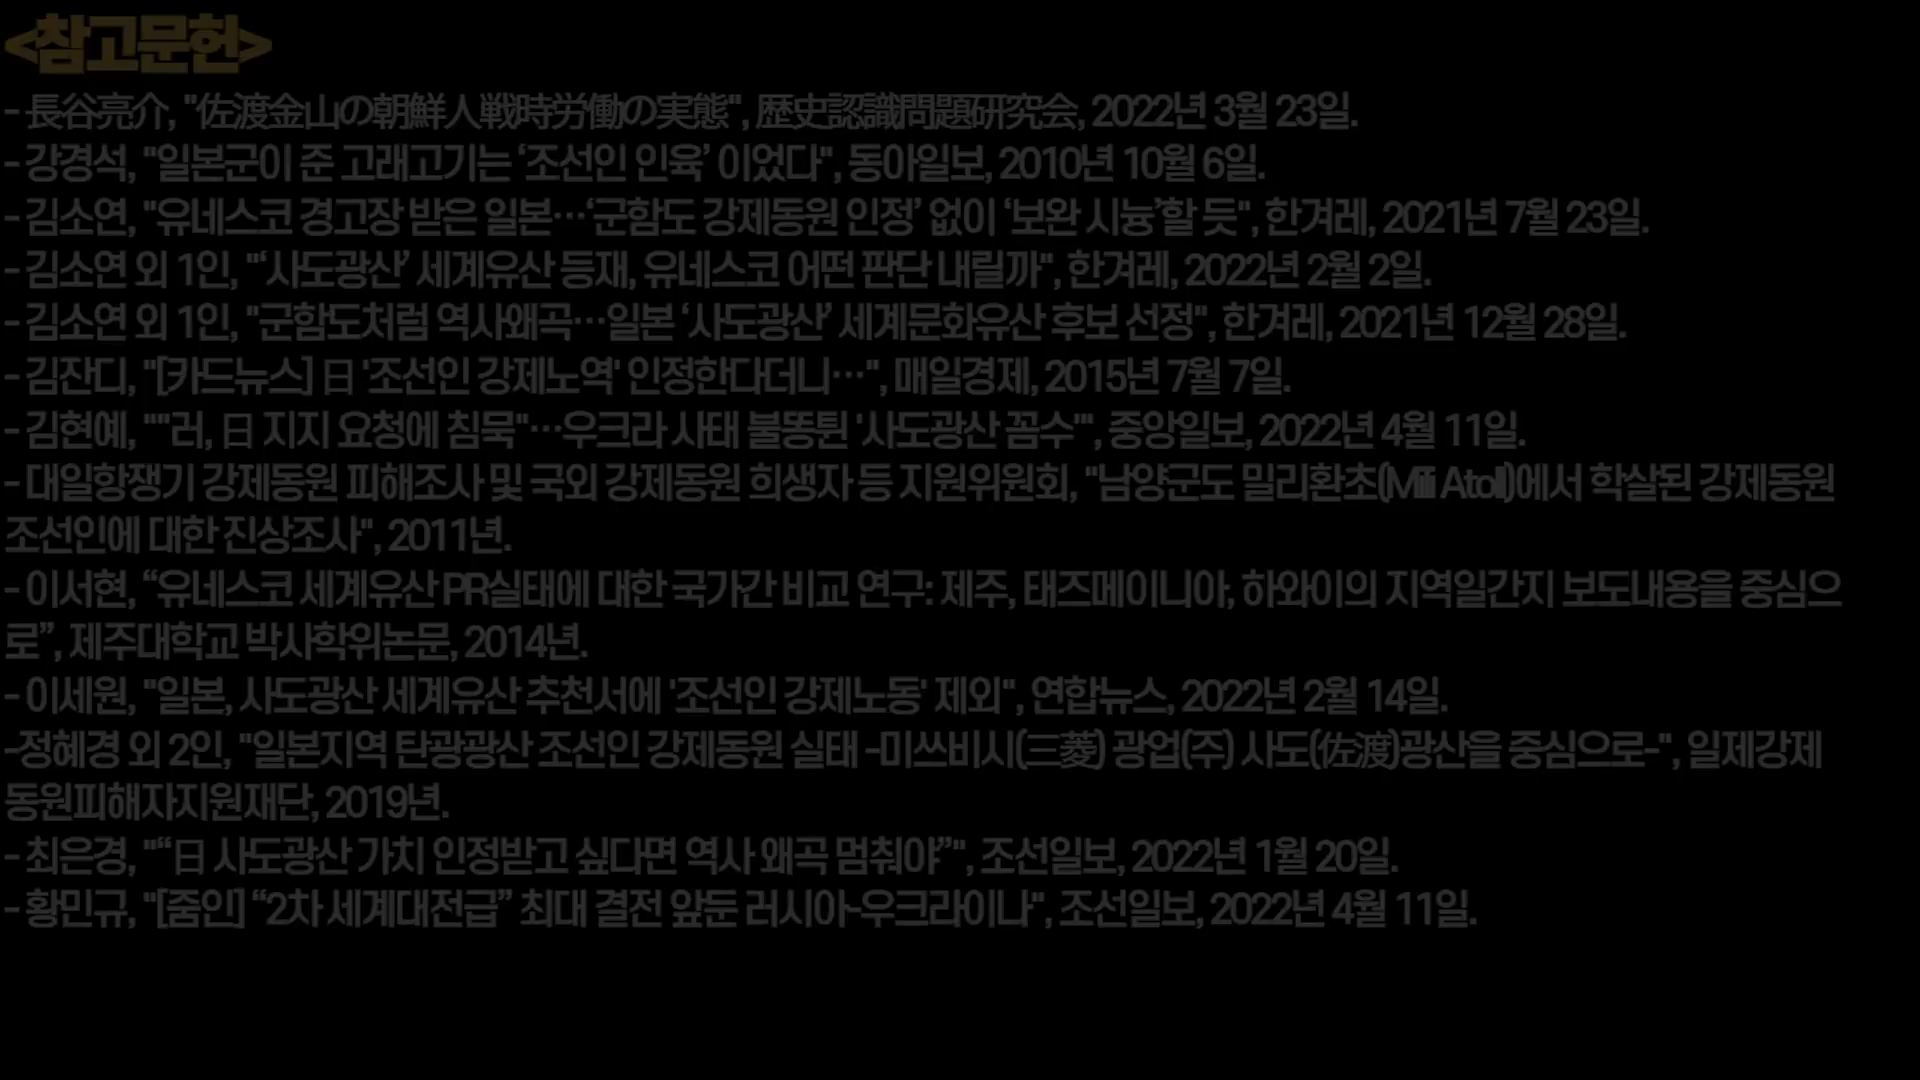 <참고문헌>
- 長谷亮介, "佐渡金山の朝鮮人戦時労働の実態", 歴史認識問題研究会, 2022년 3월 23일.
- 강경석, "일본군이 준 고래고기는 ‘조선인 인육’ 이었다", 동아일보, 2010년 10월 6일.
- 김소연, "유네스코 경고장 받은 일본…‘군함도 강제동원 인정’ 없이 ‘보완 시늉’할 듯", 한겨레, 2021년 7월 23일.
- 김소연 외 1인, "‘사도광산’ 세계유산 등재, 유네스코 어떤 판단 내릴까", 한겨레, 2022년 2월 2일.
- 김소연 외 1인, "군함도처럼 역사왜곡…일본 ‘사도광산’ 세계문화유산 후보 선정", 한겨레, 2021년 12월 28일.
- 김잔디, "[카드뉴스] 日 '조선인 강제노역' 인정한다더니…", 매일경제, 2015년 7월 7일.
- 김현예, ""러, 日 지지 요청에 침묵"…우크라 사태 불똥튄 '사도광산 꼼수'", 중앙일보, 2022년 4월 11일.
- 대일항쟁기 강제동원 피해조사 및 국외 강제동원 희생자 등 지원위원회, "남양군도 밀리환초(Mili Atoll)에서 학살된 강제동원
조선인에 대한 진상조사", 2011년.
- 이서현, “유네스코 세계유산 PR실태에 대한 국가간 비교 연구: 제주, 태즈메이니아, 하와이의 지역일간지 보도내용을 중심으
로”, 제주대학교 박사학위논문, 2014년.
- 이세원, "일본, 사도광산 세계유산 추천서에 '조선인 강제노동' 제외", 연합뉴스, 2022년 2월 14일.
-정혜경 외 2인, "일본지역 탄광광산 조선인 강제동원 실태 -미쓰비시(三菱) 광업(주) 사도(佐渡)광산을 중심으로-", 일제강제
동원피해자지원재단, 2019년.
- 최은경, "“日 사도광산 가치 인정받고 싶다면 역사 왜곡 멈춰야”", 조선일보, 2022년 1월 20일.
- 황민규, "[줌인] “2차 세계대전급” 최대 결전 앞둔 러시아-우크라이나", 조선일보, 2022년 4월 11일.